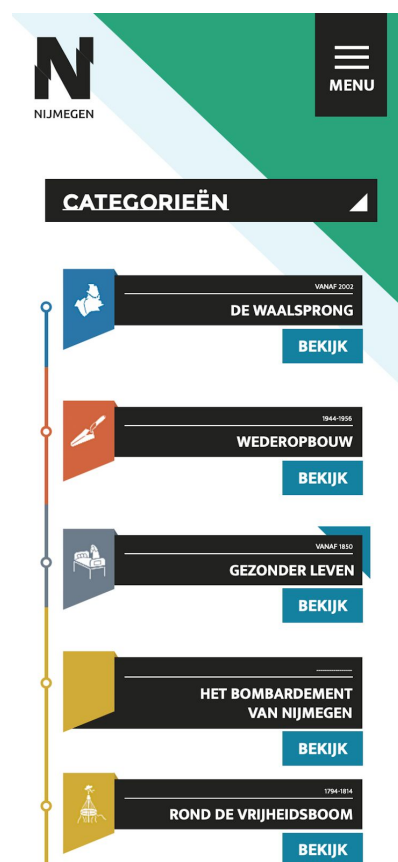 NIJMEGEN
MENU
CATEGORIEËN
VANAF 2002
DE WAALSPRONG
BEKIJK
1944-1956
WEDEROPBOUW
BEKIJK
VANAF 1850
GEZONDER LEVEN
BEKIJK
HET BOMBARDEMENT
VAN NIJMEGEN
BEKIJK
1794-1814
ROND DE VRIJHEIDSBOOM
BEKIJK